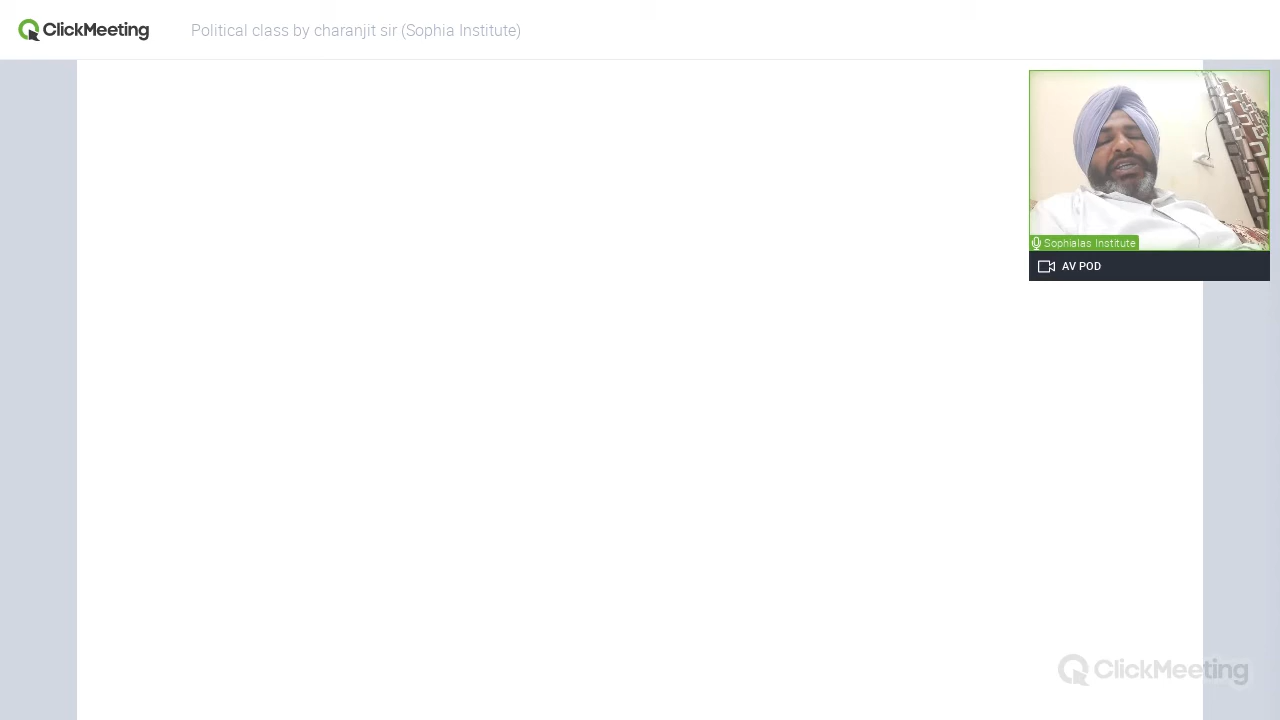 ClickMeeting
Political class by charanjit sir (Sophia Institute)
SophiaIas Institute
AV POD
ClickMeeting